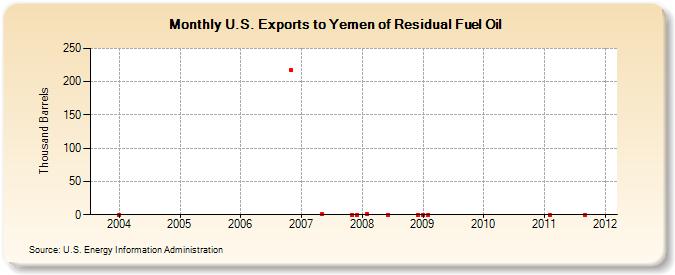 Monthly U.S. Exports to Yemen of Residual Fuel Oil
Thousand Barrels
250
200
150
100
50
0
2004 2005 2006 2007 2008 2009 2010 2011 2012
Source: U.S. Energy Information Administration